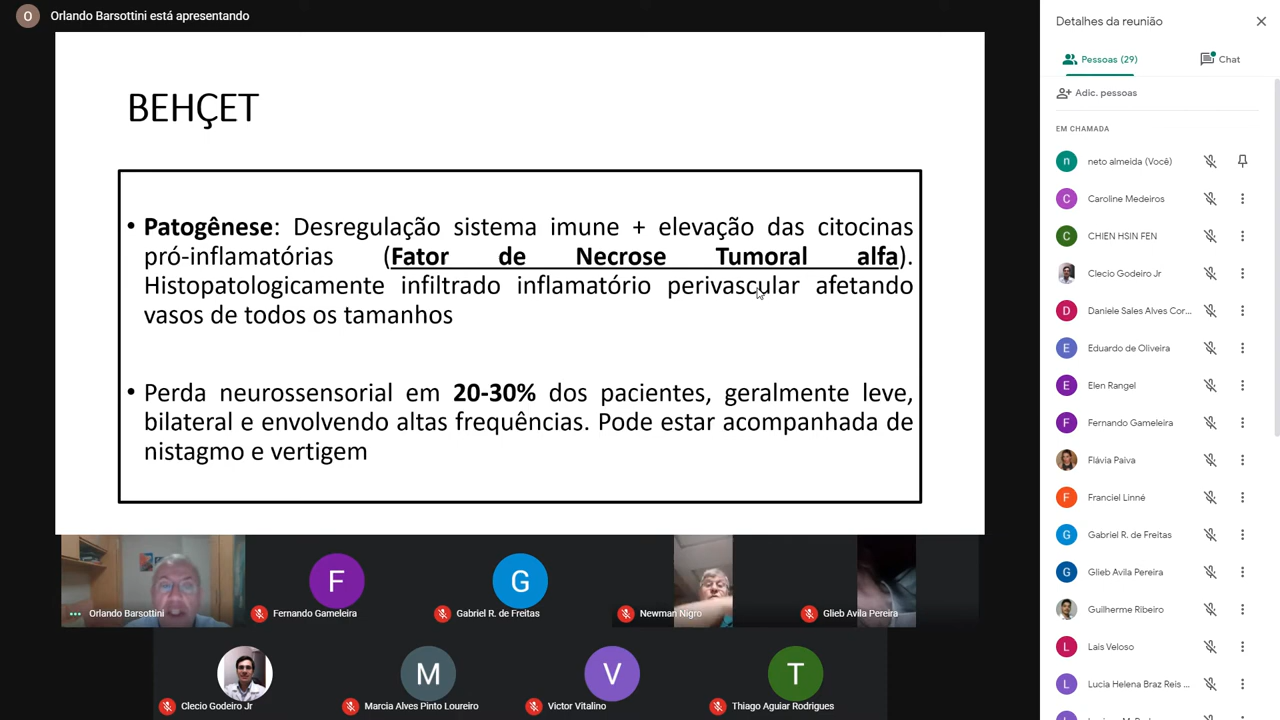 O Orlando Barsottini está apresentando
BEHÇET
• Patogênese: Desregulação sistema imune + elevação das citocinas
pró-inflamatórias (Fator de Necrose Tumoral alfa).
Histopatologicamente infiltrado inflamatório perivascular afetando
vasos de todos os tamanhos
• Perda neurossensorial em 20-30% dos pacientes, geralmente leve,
bilateral e envolvendo altas frequências. Pode estar acompanhada de
nistagmo e vertigem
F
G
Orlando Barsottini
Fernando Gameleira
Gabriel R. de Freitas
Newman Nigro
Glieb Avila Pereira
M
V
T
Clecio Godeiro Jr
Marcia Alves Pinto Loureiro
Victor Vitalino
Thiago Aguiar Rodrigues
Detalhes da reunião
Pessoas (29)
Chat
Adic. pessoas
EM CHAMADA
n neto almeida (Você)
C Caroline Medeiros
C CHIEN HSIN FEN
Clecio Godeiro Jr
D Daniele Sales Alves Cor...
E Eduardo de Oliveira
E Elen Rangel
F Fernando Gameleira
Flávia Paiva
F Franciel Linné
G Gabriel R. de Freitas
G Glieb Avila Pereira
Guilherme Ribeiro
L Lais Veloso
L Lucia Helena Braz Reis ...